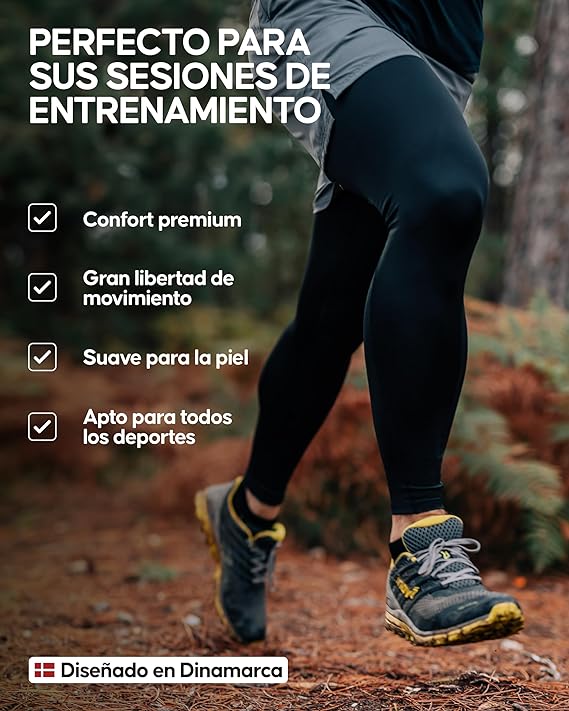 PERFECTO PARA
SUS SESIONES DE
ENTRENAMIENTO
Confort premium
Gran libertad de
movimiento
Suave para la piel
Apto para todos
los deportes
Diseñado en Dinamarca